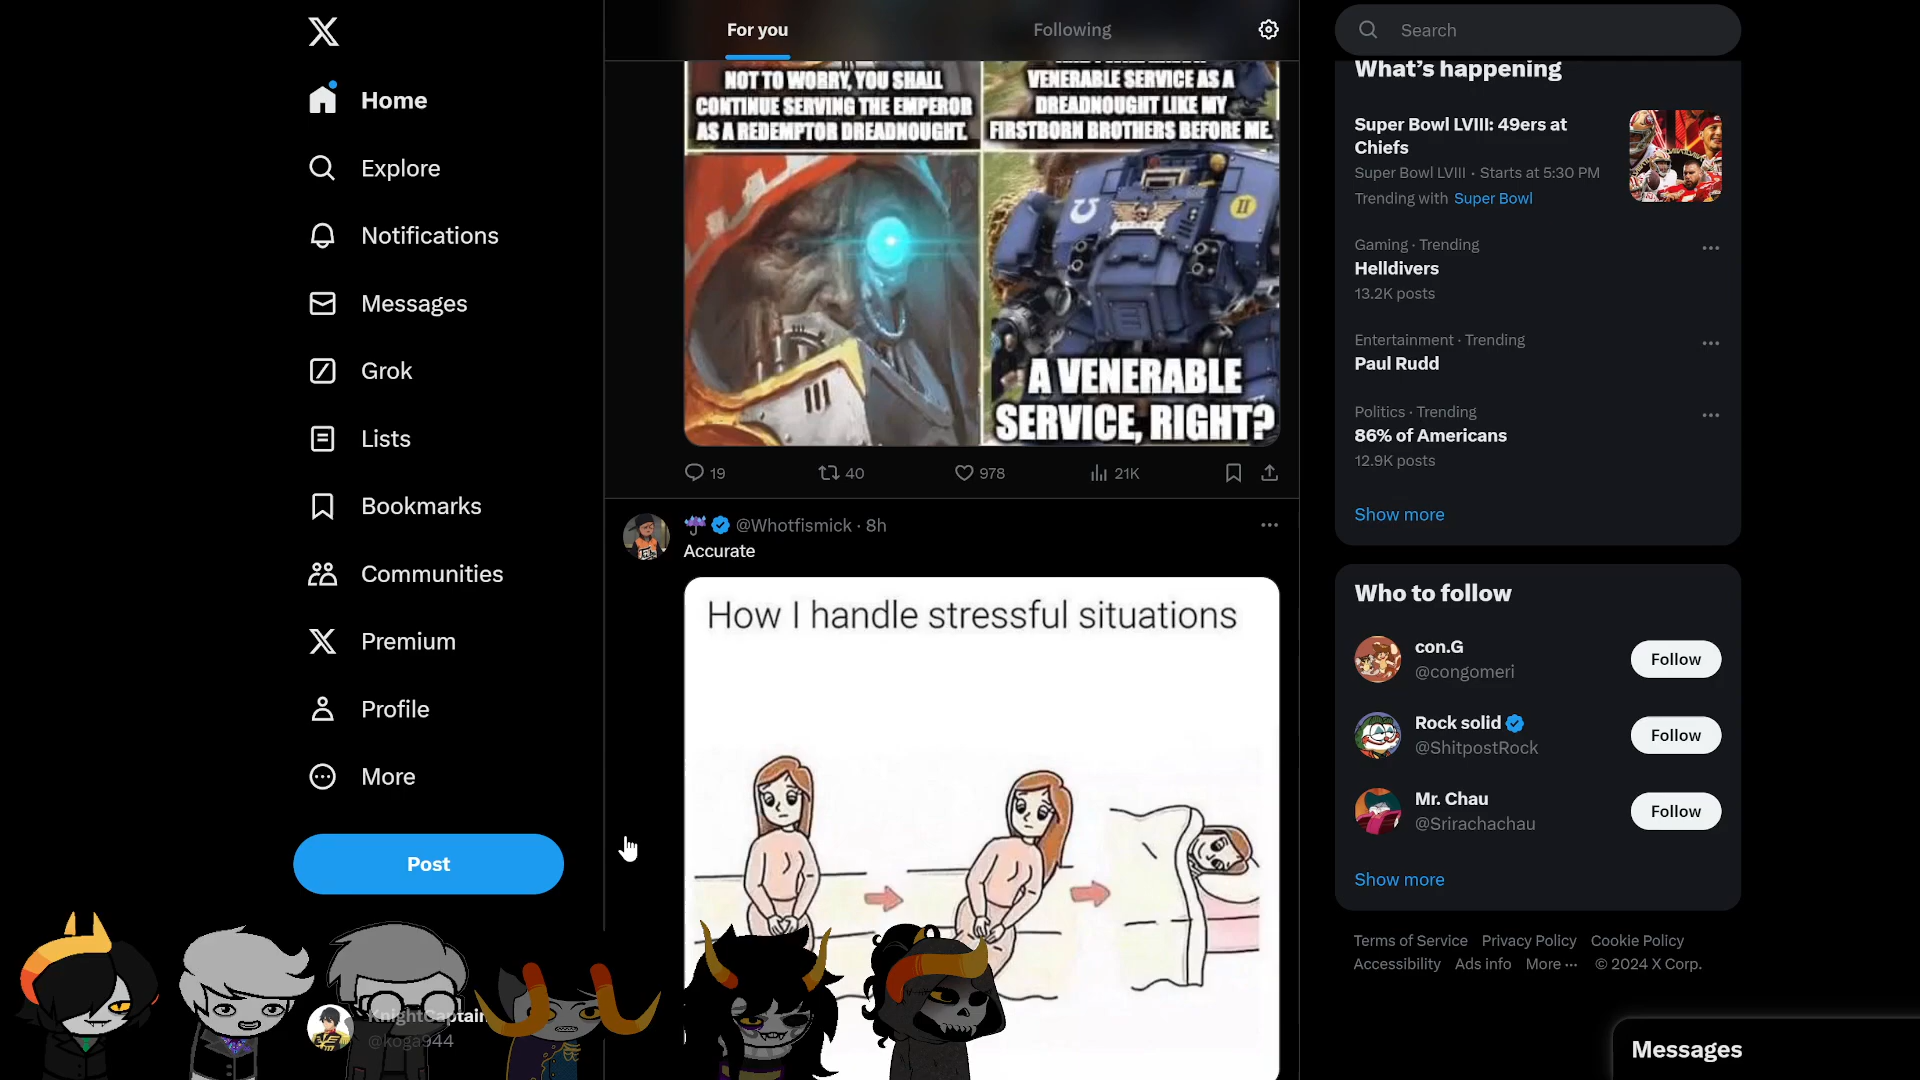 Home
Explore
Notifications
Messages
Grok
Lists
Bookmarks
Communities
Premium
Profile
More
Post
KnightCaptain
@koga944
For you
Following
NOT TO WORRY, YOU SHALL
CONTINUE SERVING THE EMPEROR
AS A REDEMPTOR DREADNOUGHT.
VENERABLE SERVICE AS A
DREADNOUGHT LIKE MY
FIRSTBORN BROTHERS BEFORE ME.
II
A VENERABLE
SERVICE, RIGHT?
19
40
978
21K
@Whotfismick · 8h
Accurate
How I handle stressful situations
Search
What's happening
Super Bowl LVIII: 49ers at
Chiefs
Super Bowl LVIII · Starts at 5:30 PM
Trending with Super Bowl
Gaming · Trending
Helldivers
13.2K posts
Entertainment · Trending
Paul Rudd
Politics · Trending
86% of Americans
12.9K posts
Show more
Who to follow
con.G
@congomeri
Follow
Rock solid
@ShitpostRock
Follow
Mr. Chau
@Srirachachau
Follow
Show more
Terms of Service Privacy Policy Cookie Policy
Accessibility Ads info More ··· © 2024 X Corp.
Messages